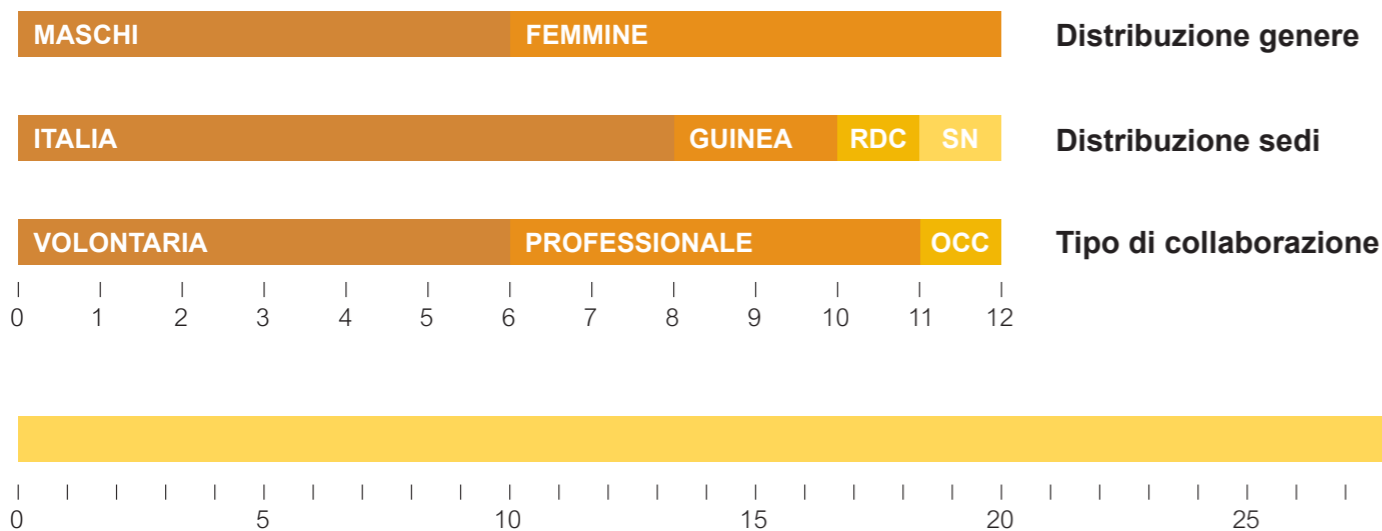 MASCHI FEMMINE Distribuzione genere
ITALIA GUINEA RDC SN Distribuzione sedi
VOLONTARIA PROFESSIONALE OCC Tipo di collaborazione
0 1 2 3 4 5 6 7 8 9 10 11 12
0 5 10 15 20 25